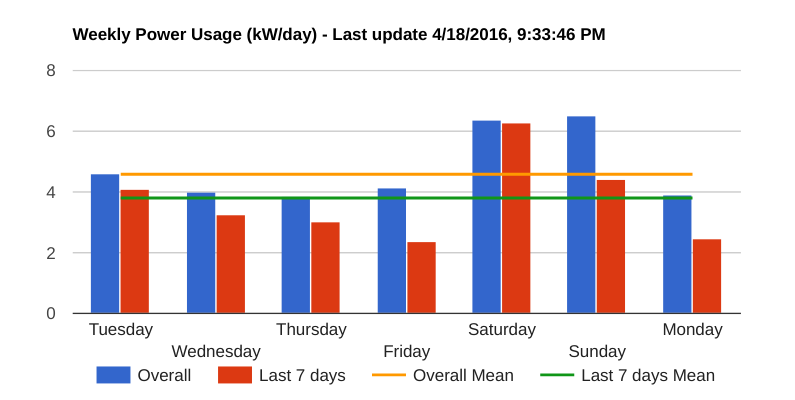 Weekly Power Usage (kW/day) - Last update 4/18/2016, 9:33:46 PM
8
6
4
2
0
Tuesday Thursday Saturday Monday
Wednesday Friday Sunday
Overall Last 7 days Overall Mean Last 7 days Mean